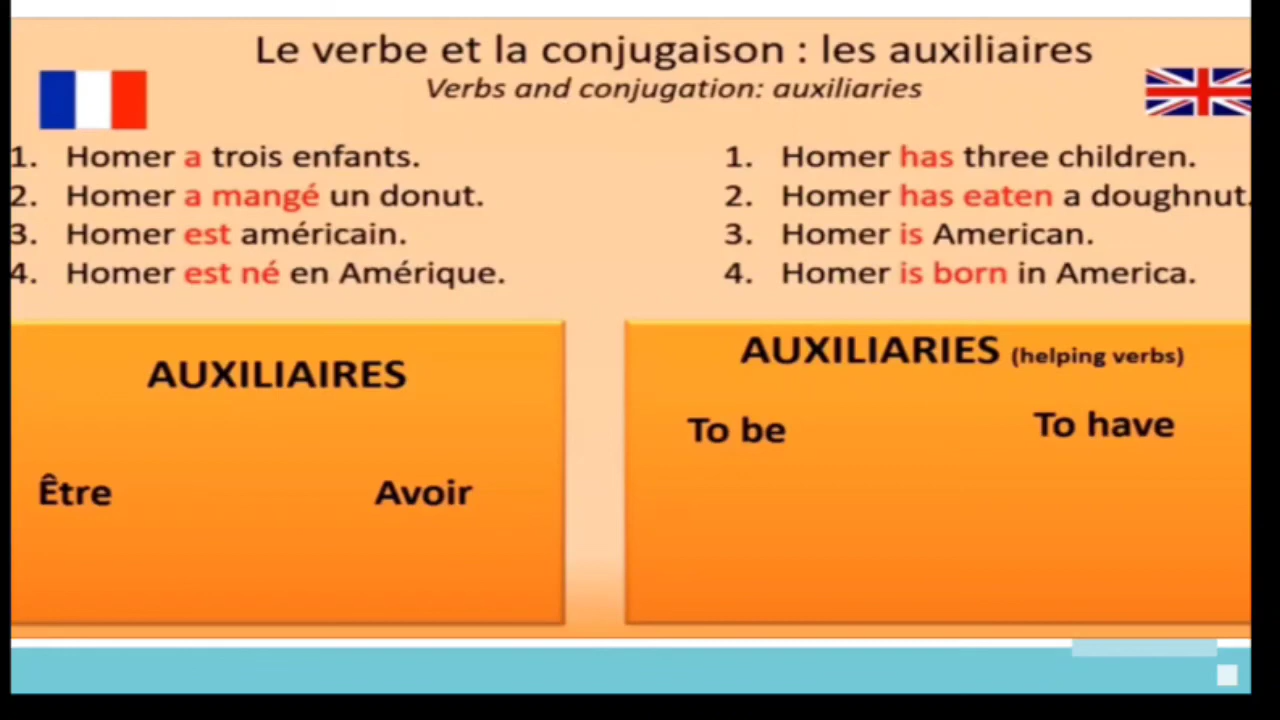 Le verbe et la conjugaison : les auxiliaires
Verbs and conjugation: auxiliaries
1. Homer a trois enfants.
2. Homer a mangé un donut.
3. Homer est américain.
4. Homer est né en Amérique.
1. Homer has three children.
2. Homer has eaten a doughnut.
3. Homer is American.
4. Homer is born in America.
AUXILIAIRES
Être Avoir
AUXILIARIES (helping verbs)
To be To have